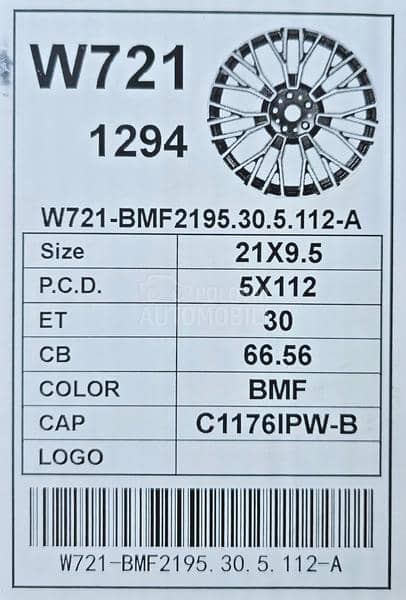 W721
1294
W721-BMF2195.30.5.112-A
Size 21X9.5
P.C.D. 5X112
ET 30
CB 66.56
COLOR BMF
CAP C1176IPW-B
LOGO
W721-BMF2195.30.5.112-A